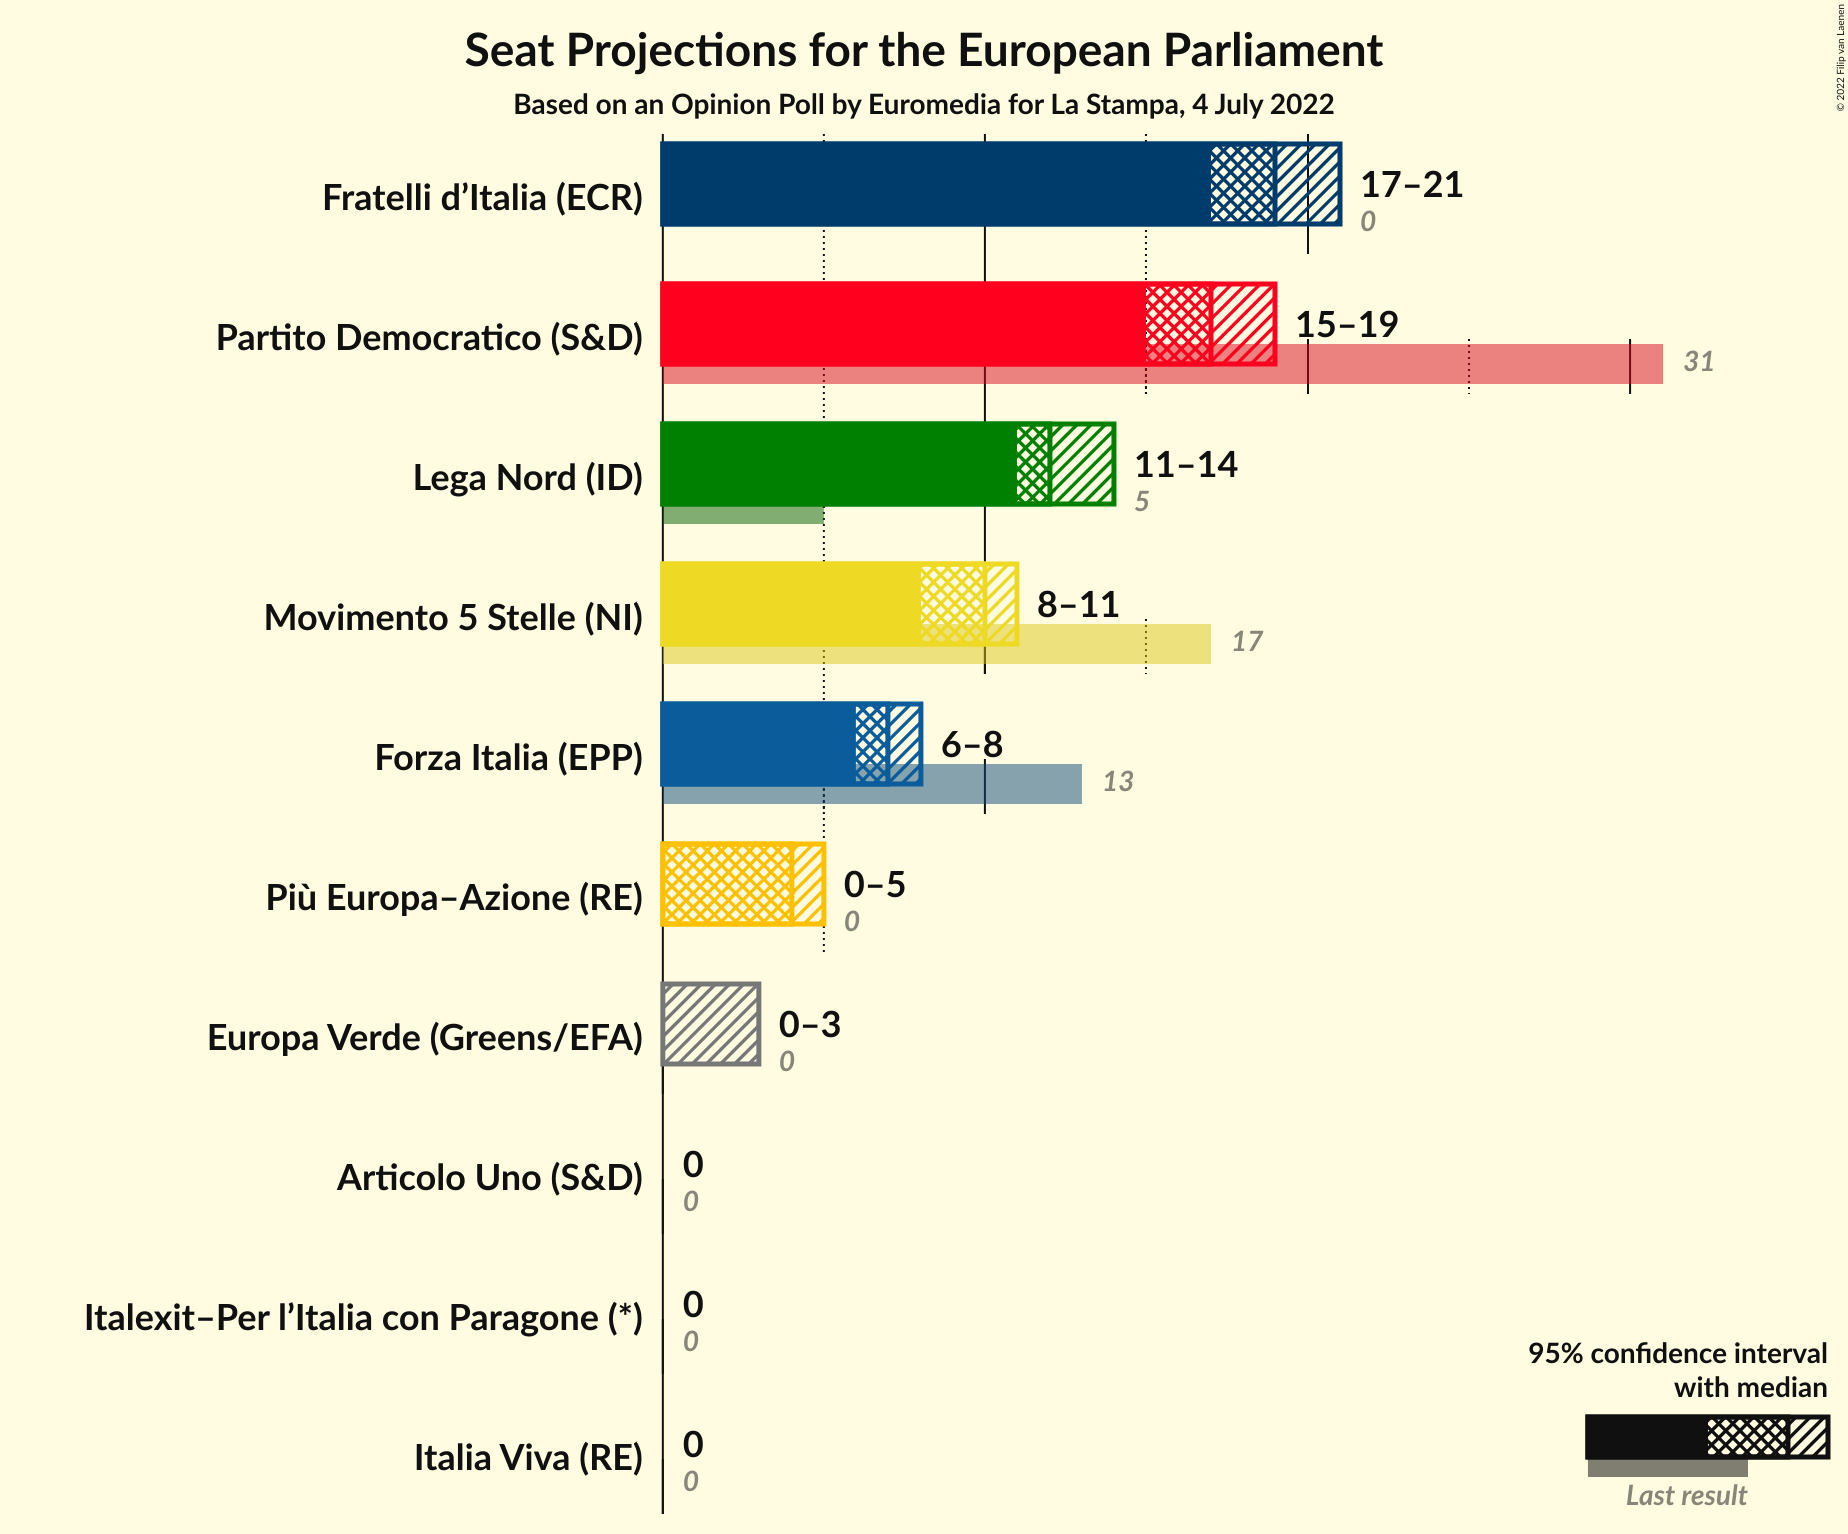 Seat Projections for the European Parliament
Based on an Opinion Poll by Euromedia for La Stampa, 4 July 2022
© 2022 Filip van Laenen
Fratelli d’Italia (ECR)
17–21
0
Partito Democratico (S&D)
15–19
31
Lega Nord (ID)
11–14
5
Movimento 5 Stelle (NI)
8–11
17
Forza Italia (EPP)
6–8
13
Più Europa–Azione (RE)
0–5
0
Europa Verde (Greens/EFA)
0–3
0
Articolo Uno (S&D)
0
0
Italexit–Per l’Italia con Paragone (*)
0
0
Italia Viva (RE)
0
0
95% confidence interval
with median
Last result